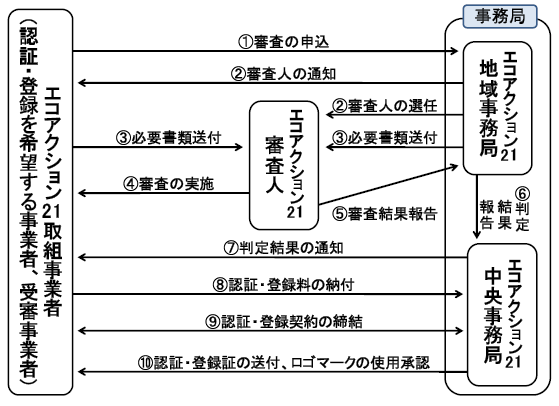 事務局
エコアクション21取組事業者
（認証・登録を希望する事業者、受審事業者）
①審査の申込
②審査人の通知
エコアクション21
地域事務局
②審査人の選任
エコアクション21
審査人
③必要書類送付
③必要書類送付
④審査の実施
⑤審査結果報告
⑥判定
結果
報告
⑦判定結果の通知
エコアクション21
中央事務局
⑧認証・登録料の納付
⑨認証・登録契約の締結
⑩認証・登録証の送付、ロゴマークの使用承認